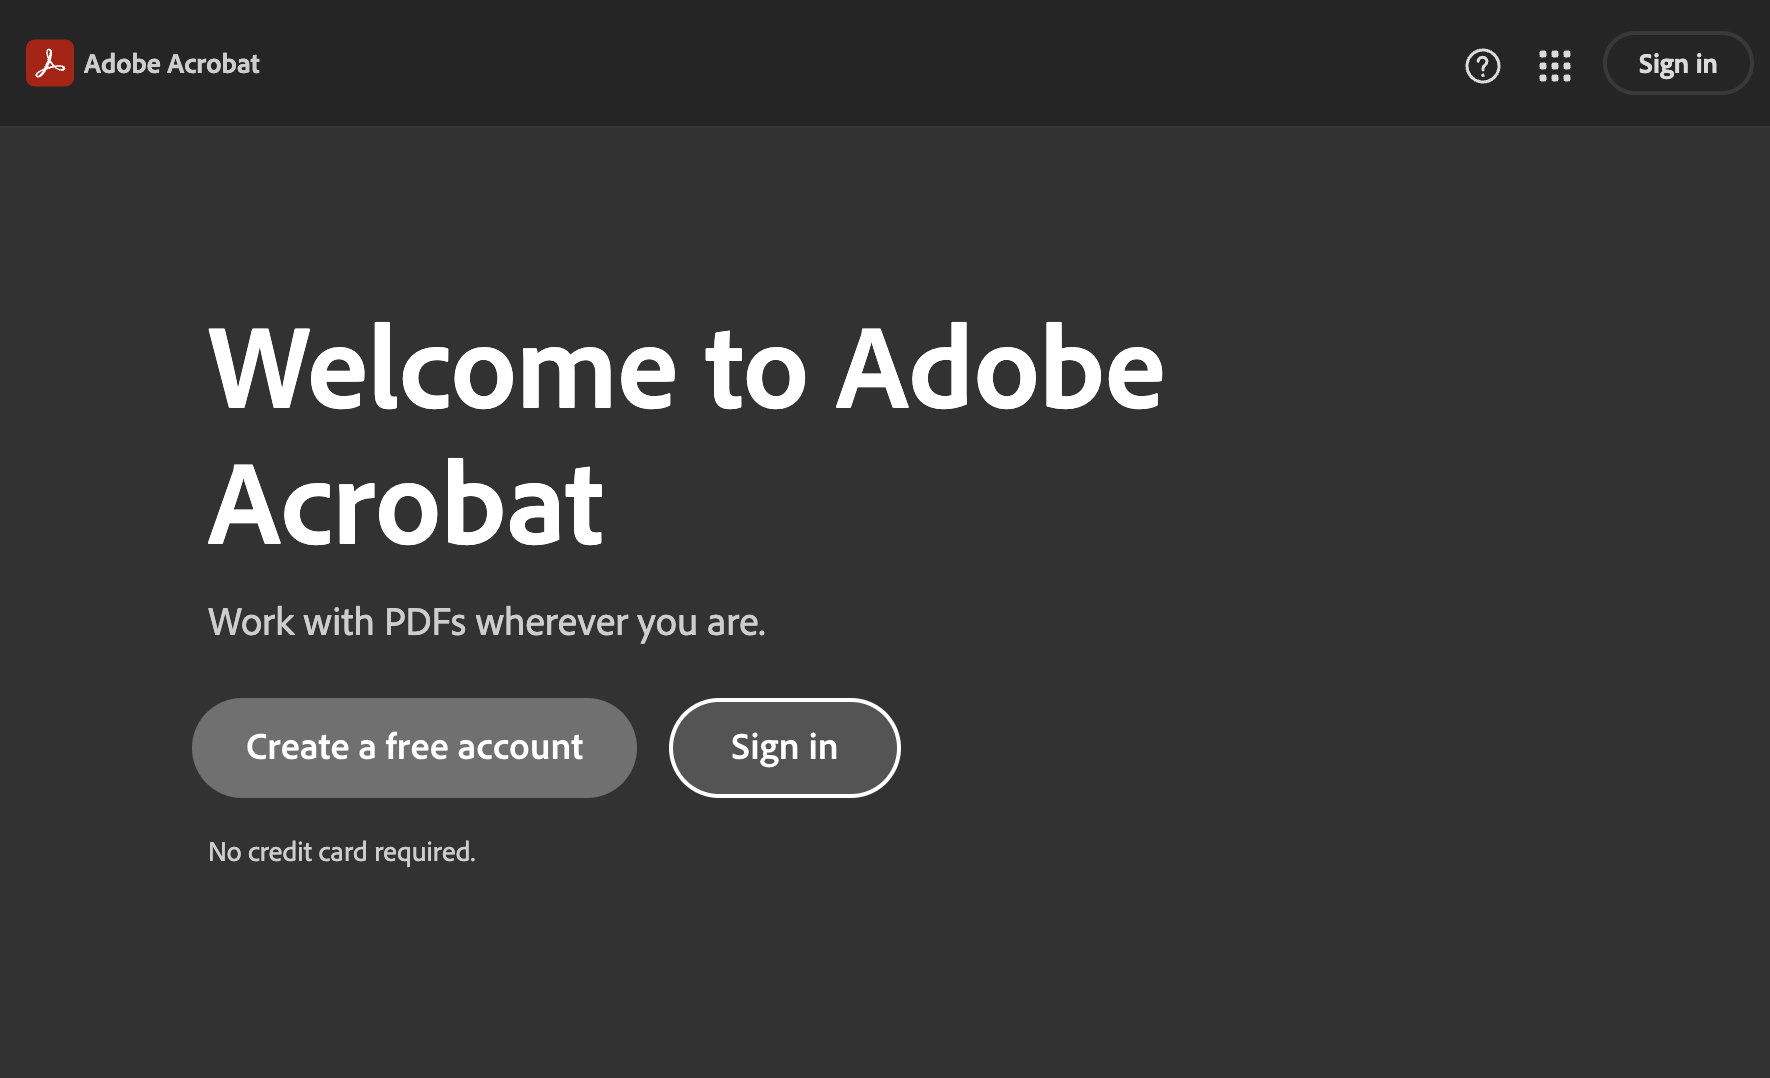 Adobe Acrobat
Sign in
Welcome to Adobe
Acrobat
Work with PDFs wherever you are.
Create a free account
Sign in
No credit card required.